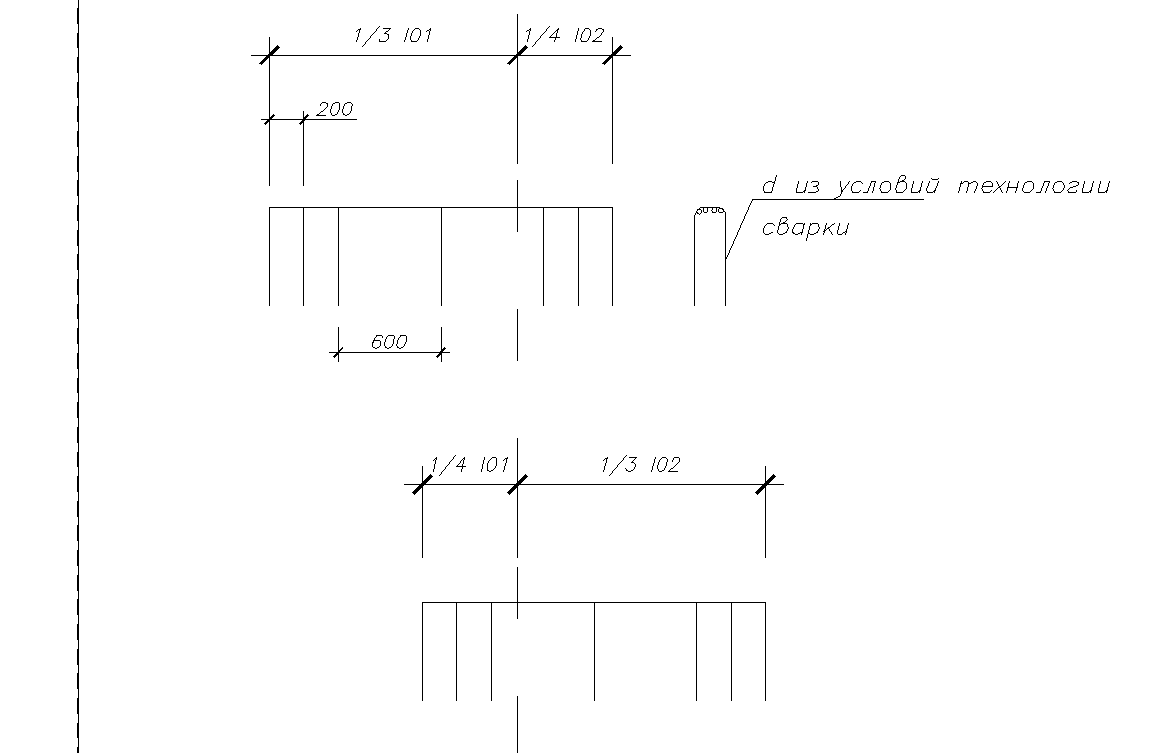 1/3 l01 1/4 l02
200
d из условий технологии
сварки
600
1/4 l01 1/3 l02